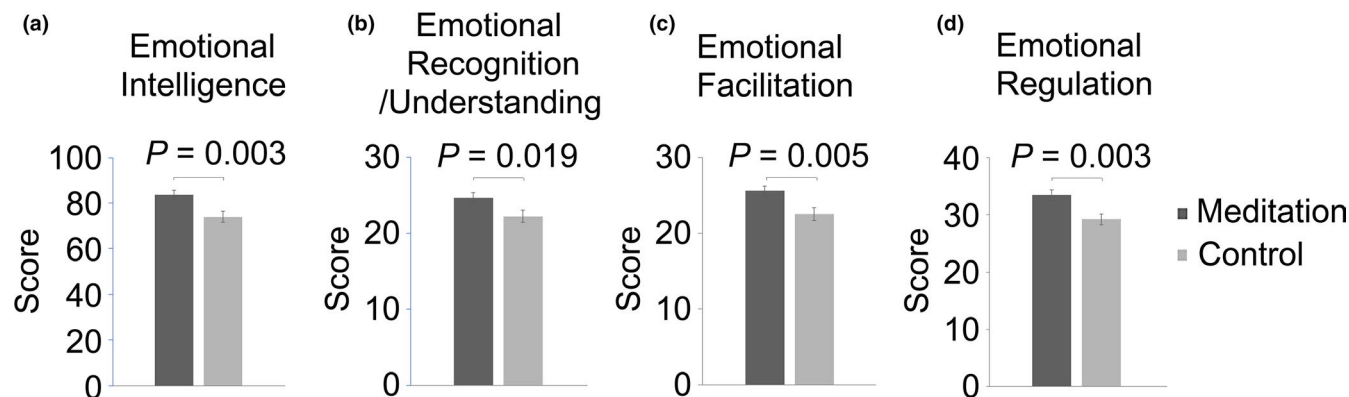 (a)
Emotional
Intelligence
P = 0.003
100
80
60
40
20
0
Score
(b)
Emotional
Recognition
/Understanding
P = 0.019
30
20
10
0
Score
(c)
Emotional
Facilitation
P = 0.005
30
20
10
0
Score
(d)
Emotional
Regulation
P = 0.003
40
30
20
10
0
Score
Meditation
Control